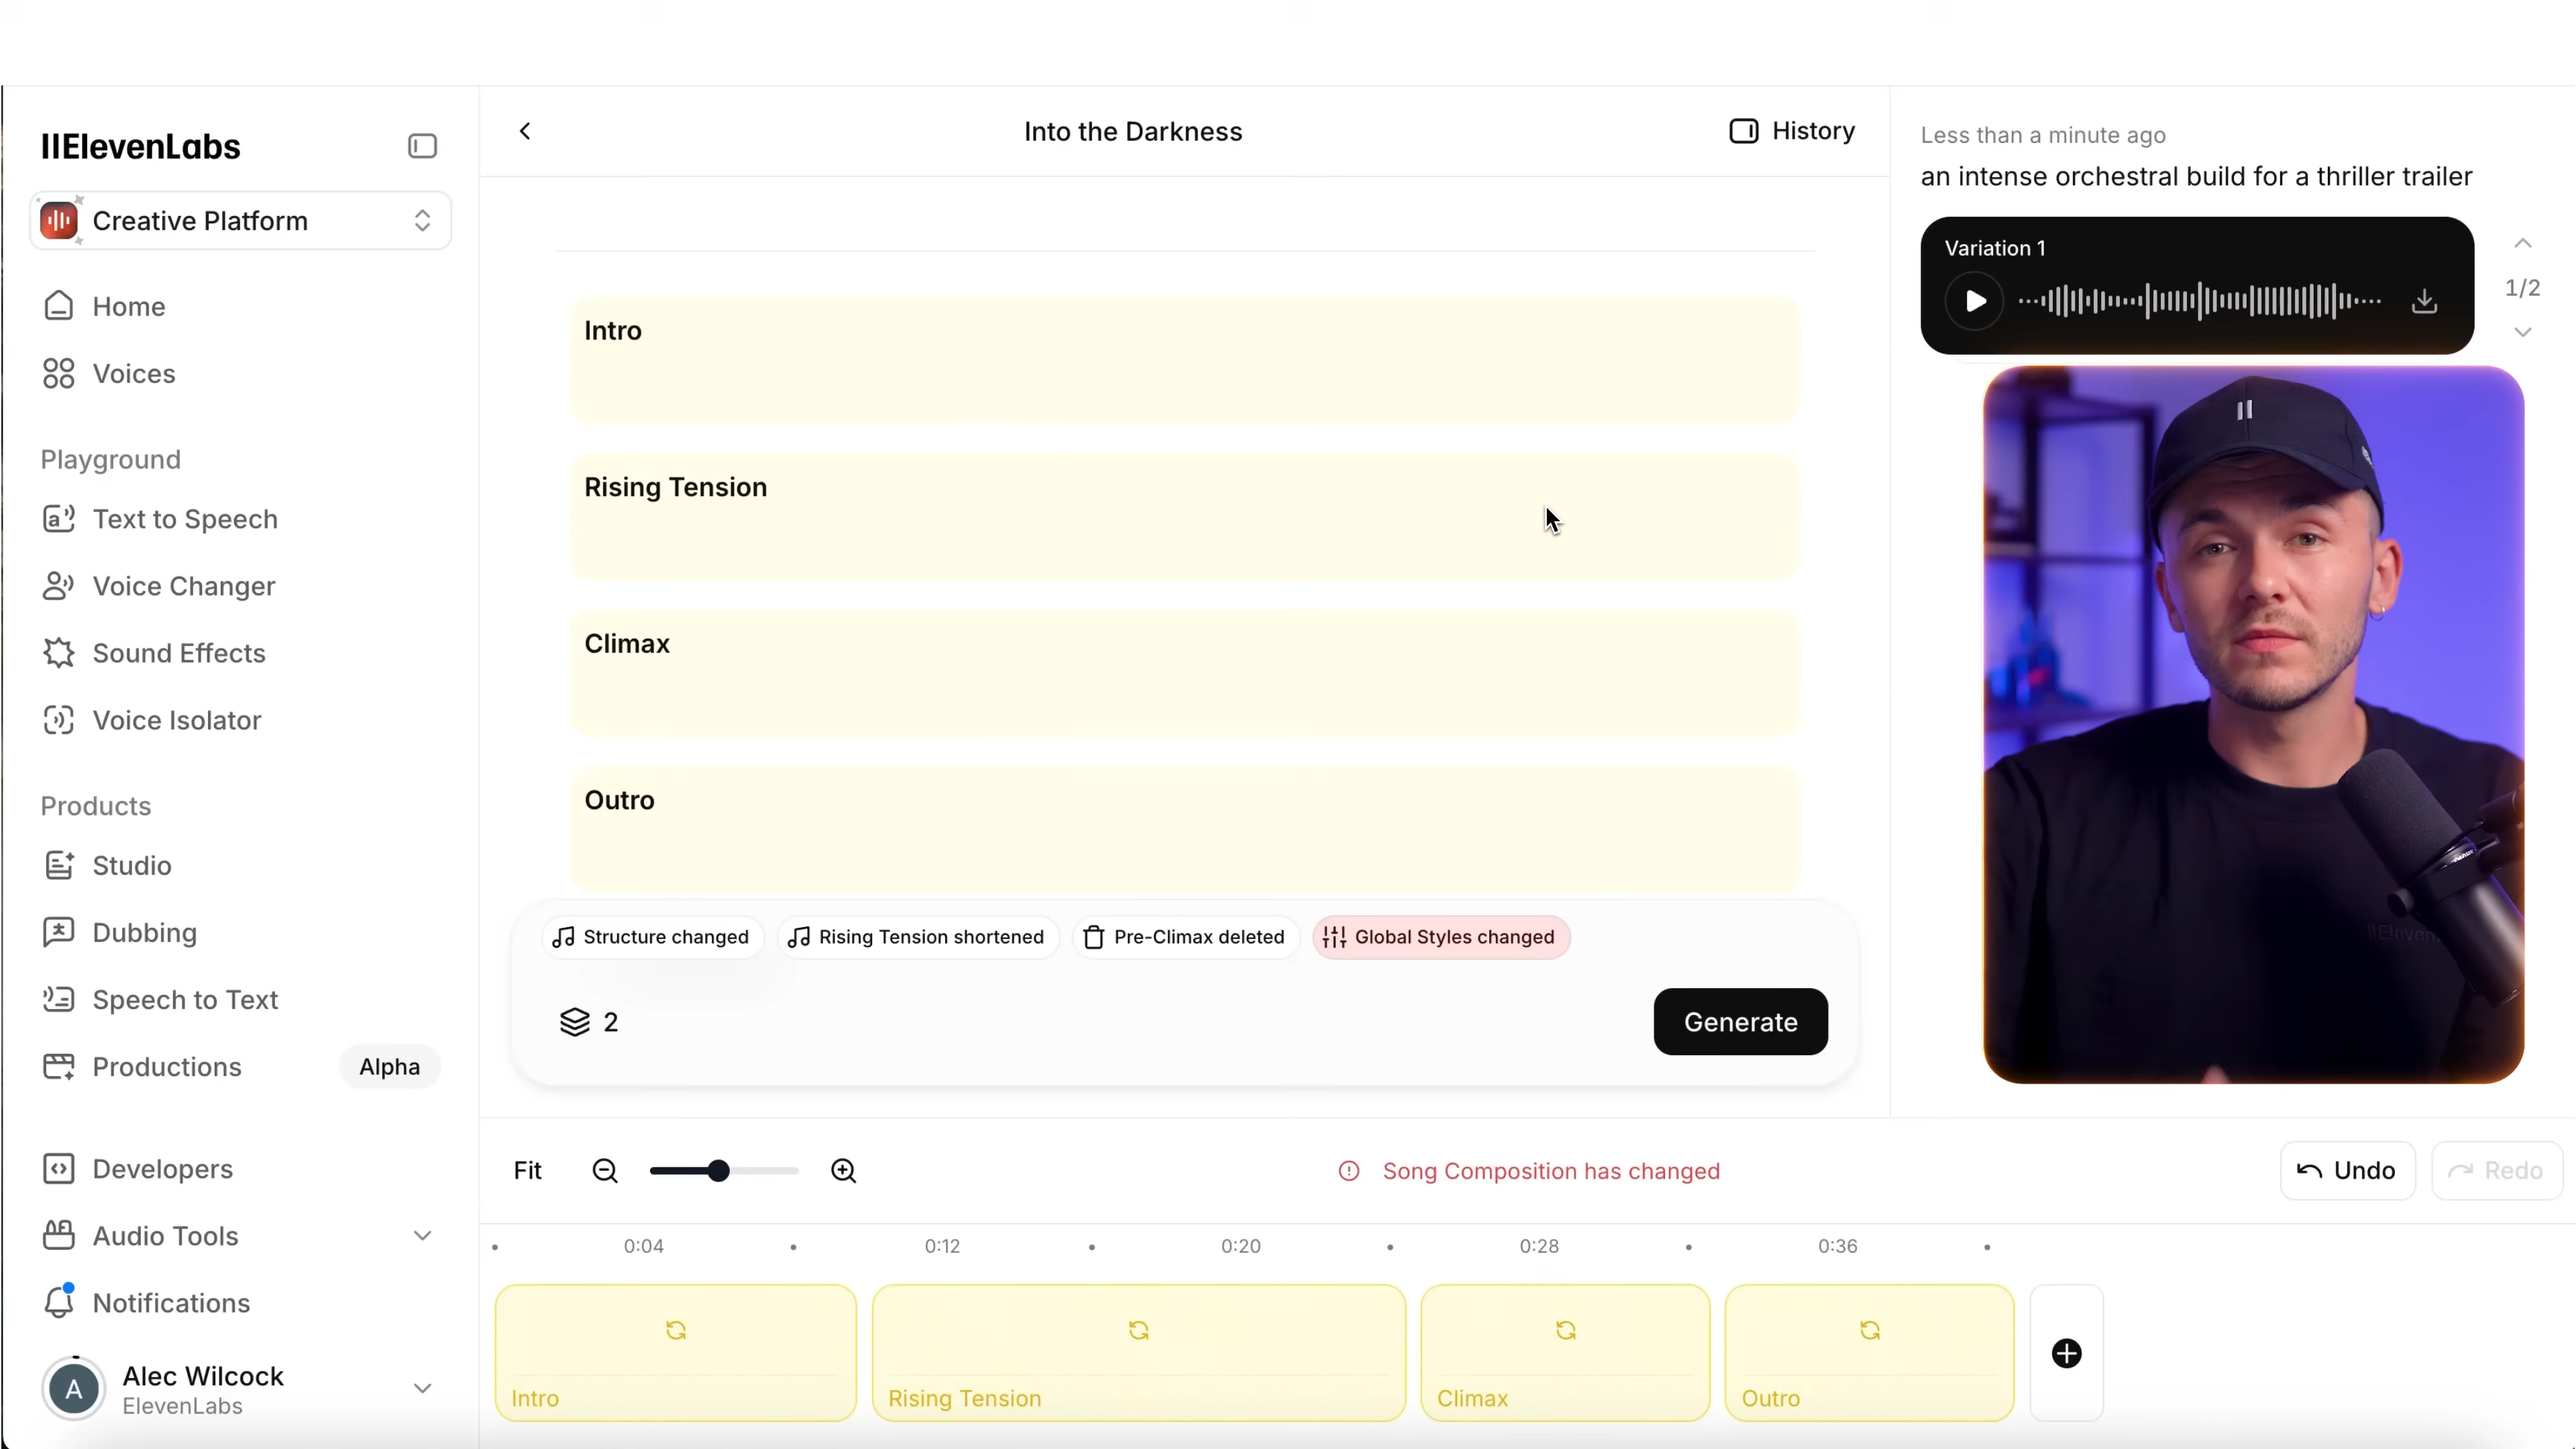 IIElevenLabs
Creative Platform
Home
Voices
Playground
Text to Speech
Voice Changer
Sound Effects
Voice Isolator
Products
Studio
Dubbing
Speech to Text
Productions
Alpha
Developers
Audio Tools
Notifications
A
Alec Wilcock
ElevenLabs
Into the Darkness
History
Intro
Rising Tension
Climax
Outro
Structure changed
Rising Tension shortened
Pre-Climax deleted
Global Styles changed
2
Generate
Less than a minute ago
an intense orchestral build for a thriller trailer
Variation 1
1/2
IIEleven
Fit
Song Composition has changed
Undo
Redo
0:04
0:12
0:20
0:28
0:36
Intro
Rising Tension
Climax
Outro